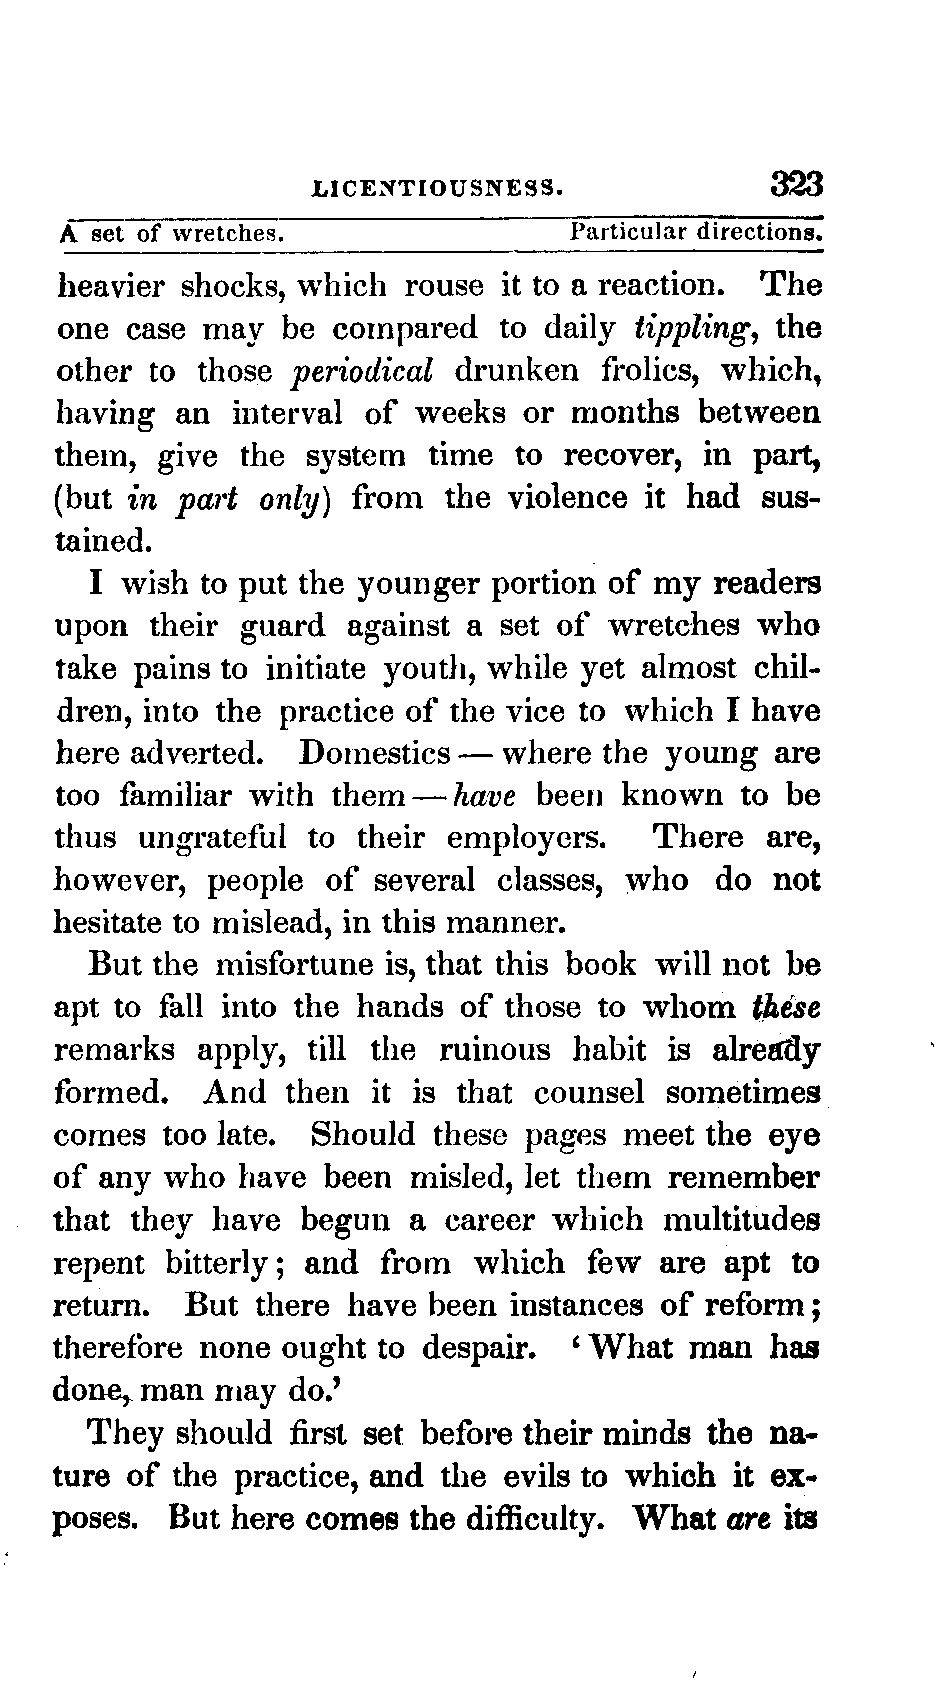 LICENTIOUSNESS. 323
A set of wretches. Particular directions.
heavier shocks, which rouse it to a reaction. The
one case may be compared to daily tippling, the
other to those periodical drunken frolics, which,
having an interval of weeks or months between
them, give the system time to recover, in part,
(but in part only) from the violence it had sus-
tained.
I wish to put the younger portion of my readers
upon their guard against a set of wretches who
take pains to initiate youth, while yet almost chil-
dren, into the practice of the vice to which I have
here adverted. Domestics — where the young are
too familiar with them — have been known to be
thus ungrateful to their employers. There are,
however, people of several classes, who do not
hesitate to mislead, in this manner.
But the misfortune is, that this book will not be
apt to fall into the hands of those to whom these
remarks apply, till the ruinous habit is already
formed. And then it is that counsel sometimes
comes too late. Should these pages meet the eye
of any who have been misled, let them remember
that they have begun a career which multitudes
repent bitterly; and from which few are apt to
return. But there have been instances of reform;
therefore none ought to despair. ‘What man has
done, man may do.’
They should first set before their minds the na-
ture of the practice, and the evils to which it ex-
poses. But here comes the difficulty. What are its